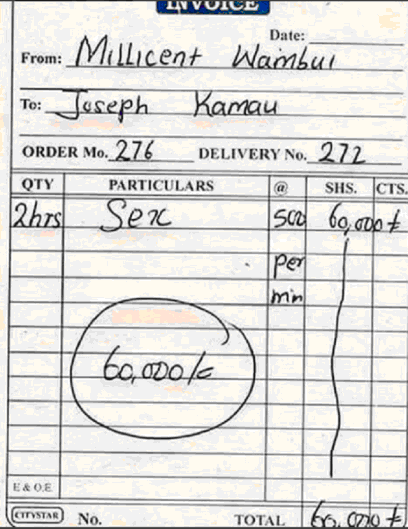 INVOICE
Date:
From: Millicent Wambui
To: Joseph Kamau
ORDER Mo. 276 DELIVERY No. 272
QTY PARTICULARS @ SHS. CTS.
2hrs Sex 500 60,000 ⁄=
per
min
60,000/=
E & O.E
CITYSTAR No. TOTAL 60,000 ⁄=